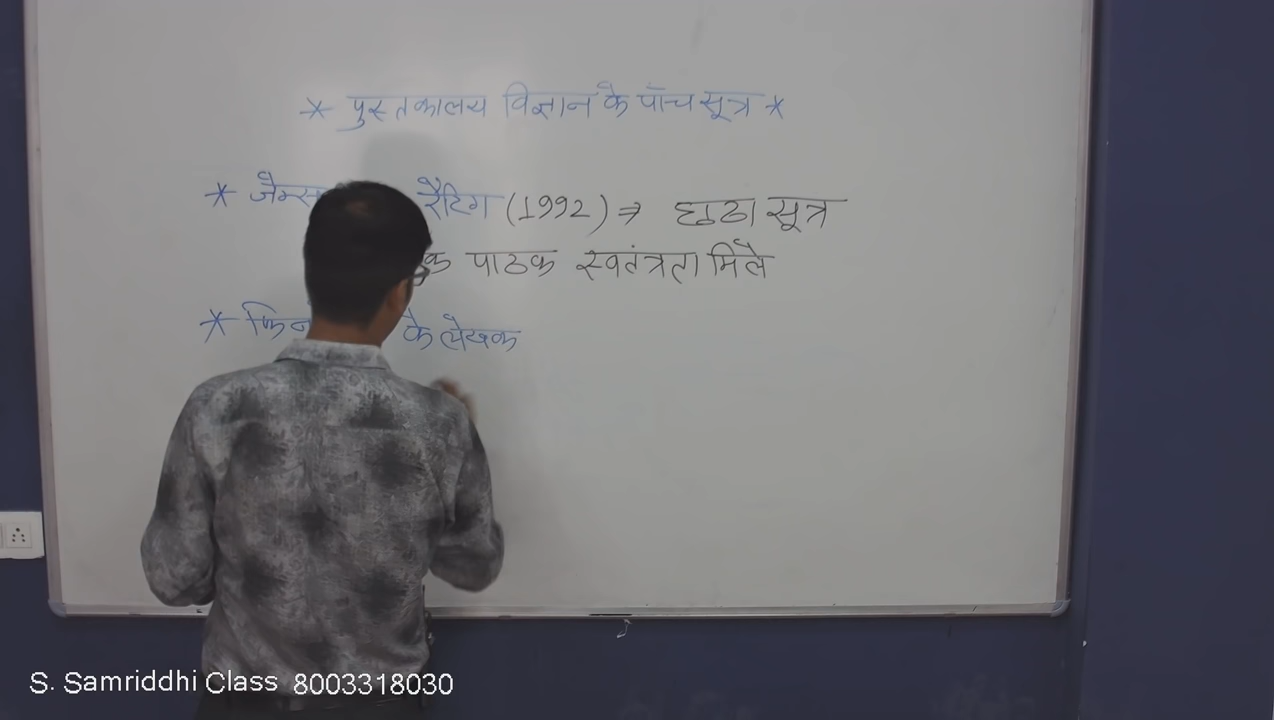 * पुस्तकालय विज्ञान के पाँच सूत्र *
* जेम्स रैटिग (1992) ⇒ छठा सूत्र
पाठक स्वतंत्रता मिले
* के लेखक
S. Samriddhi Class 8003318030